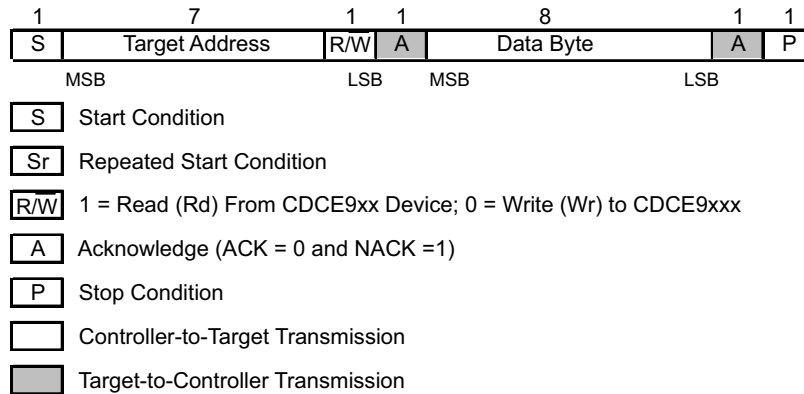 1 7 1 1 8 1 1
S Target Address R/W̅ A Data Byte A P
MSB LSB MSB LSB
S Start Condition
Sr Repeated Start Condition
R/W̅ 1 = Read (Rd) From CDCE9xx Device; 0 = Write (Wr) to CDCE9xxx
A Acknowledge (ACK = 0 and NACK =1)
P Stop Condition
Controller-to-Target Transmission
Target-to-Controller Transmission